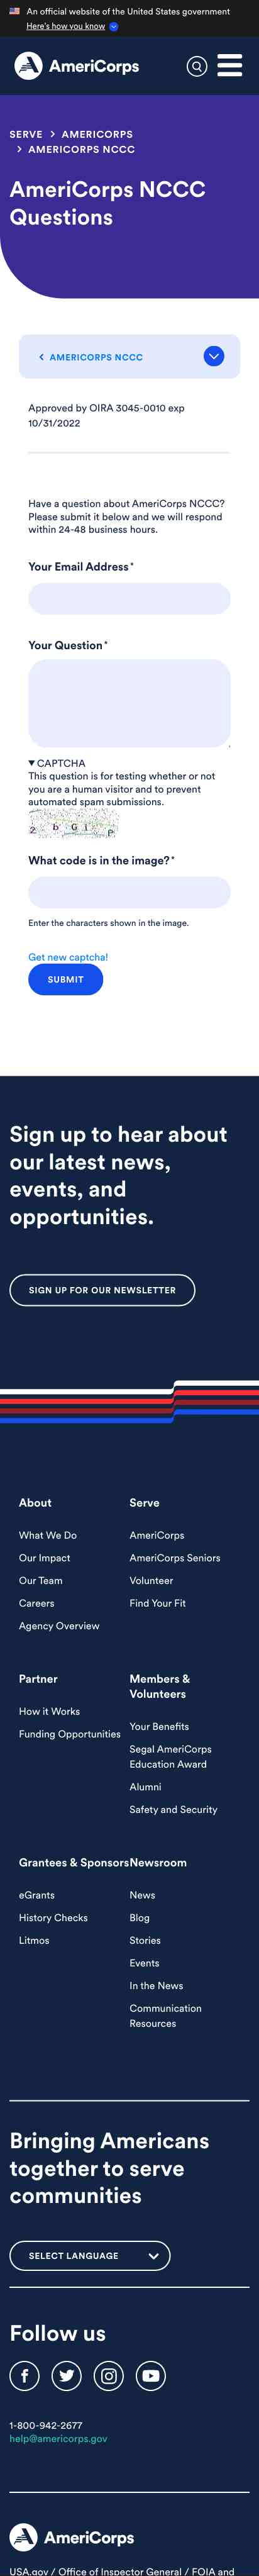 An official website of the United States government
Here's how you know
AmeriCorps
SERVE > AMERICORPS
> AMERICORPS NCCC
AmeriCorps NCCC
Questions
AMERICORPS NCCC
Approved by OIRA 3045-0010 exp
10/31/2022
Have a question about AmeriCorps NCCC?
Please submit it below and we will respond
within 24-48 business hours.
Your Email Address *
Your Question *
CAPTCHA
This question is for testing whether or not
you are a human visitor and to prevent
automated spam submissions.
What code is in the image? *
Enter the characters shown in the image.
Get new captcha!
SUBMIT
Sign up to hear about
our latest news,
events, and
opportunities.
SIGN UP FOR OUR NEWSLETTER
About
What We Do
Our Impact
Our Team
Careers
Agency Overview
Serve
AmeriCorps
AmeriCorps Seniors
Volunteer
Find Your Fit
Partner
How it Works
Funding Opportunities
Members &
Volunteers
Your Benefits
Segal AmeriCorps
Education Award
Alumni
Safety and Security
Grantees & Sponsors
eGrants
History Checks
Litmos
Newsroom
News
Blog
Stories
Events
In the News
Communication
Resources
Bringing Americans
together to serve
communities
SELECT LANGUAGE
Follow us
1-800-942-2677
help@americorps.gov
AmeriCorps
USA.gov / Office of Inspector General / FOIA and